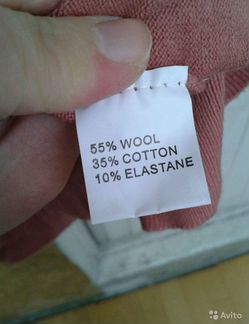 55% WOOL
35% COTTON
10% ELASTANE
Avito